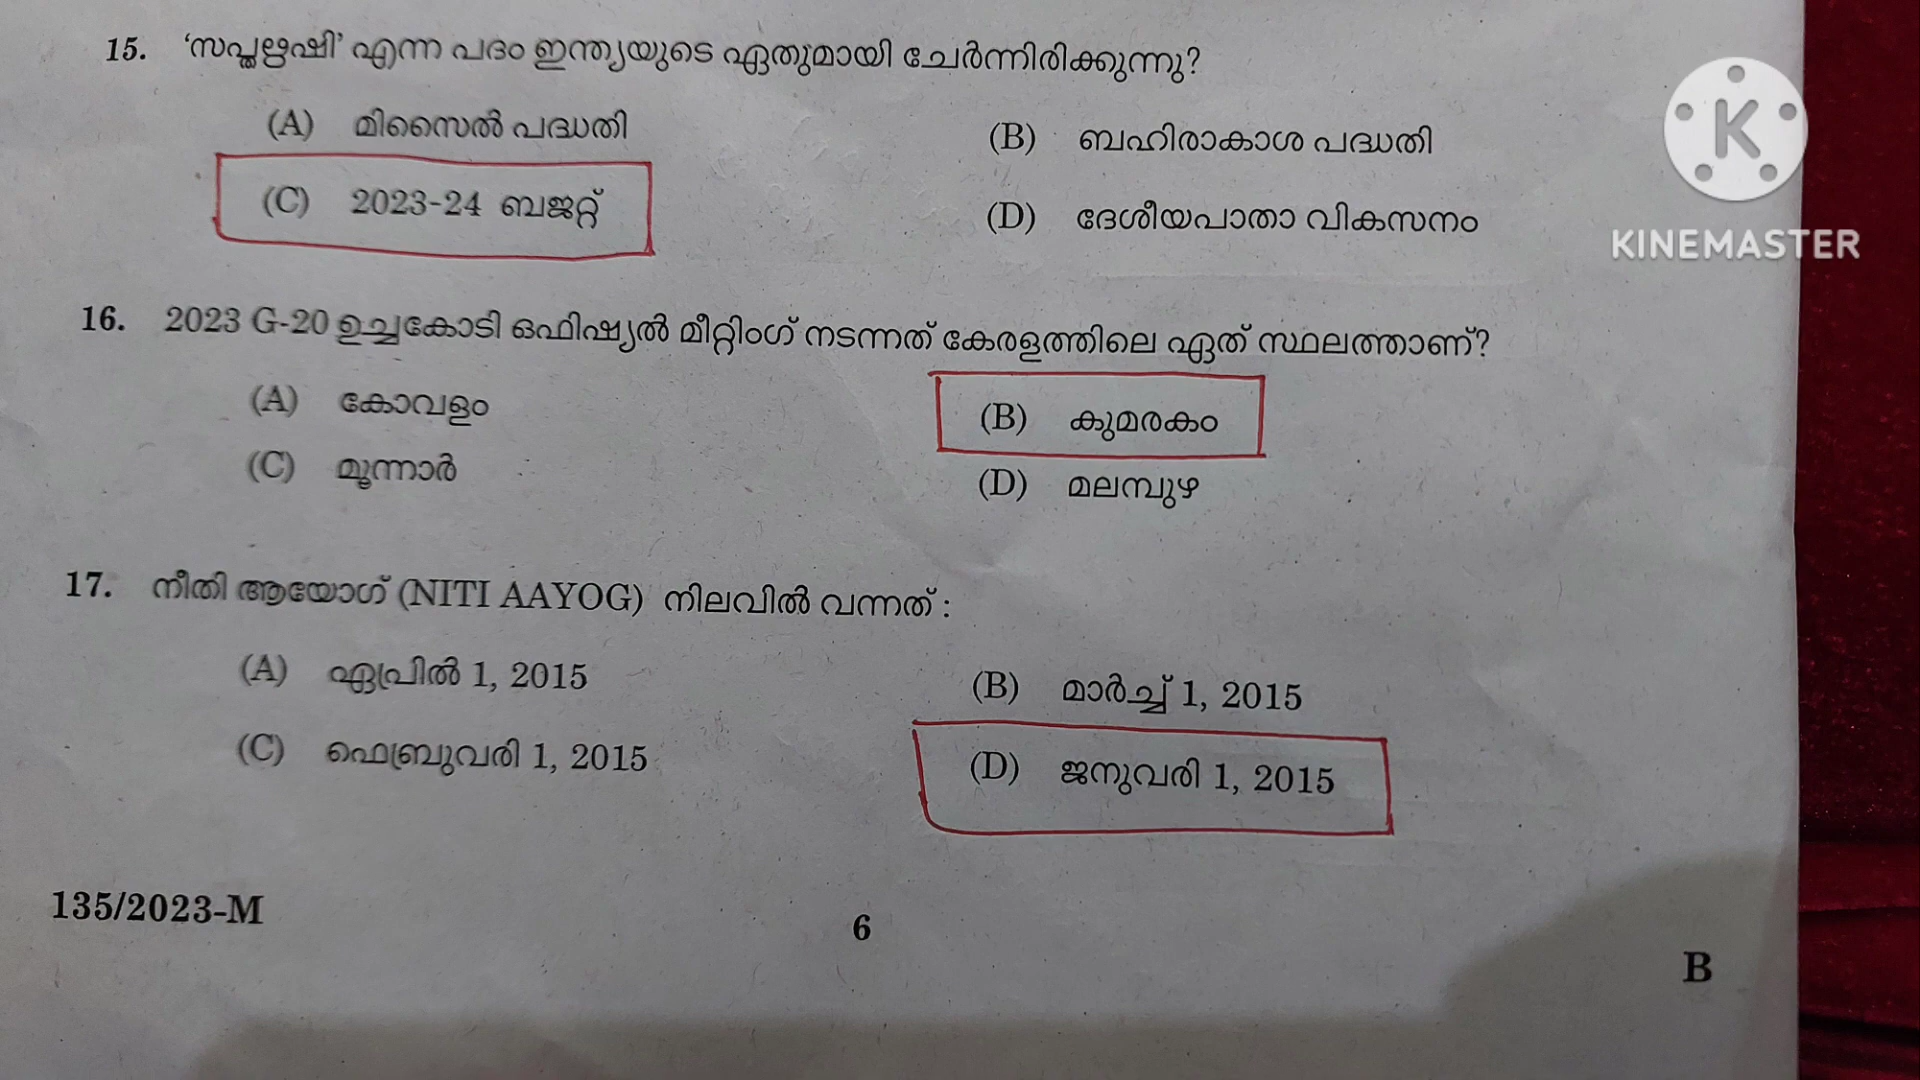 15. ‘സപ്തഋഷി’ എന്ന പദം ഇന്ത്യയുടെ ഏതുമായി ചേർന്നിരിക്കുന്നു?
(A) മിസൈൽ പദ്ധതി
(B) ബഹിരാകാശ പദ്ധതി
(C) 2023-24 ബജറ്റ്
(D) ദേശീയപാതാ വികസനം
K
KINEMASTER
16. 2023 G-20 ഉച്ചകോടി ഒഫിഷ്യൽ മീറ്റിംഗ് നടന്നത് കേരളത്തിലെ ഏത് സ്ഥലത്താണ്?
(A) കോവളം
(B) കുമരകം
(C) മൂന്നാർ
(D) മലമ്പുഴ
17. നീതി ആയോഗ് (NITI AAYOG) നിലവിൽ വന്നത് :
(A) ഏപ്രിൽ 1, 2015
(B) മാർച്ച് 1, 2015
(C) ഫെബ്രുവരി 1, 2015
(D) ജനുവരി 1, 2015
135/2023-M
6
B